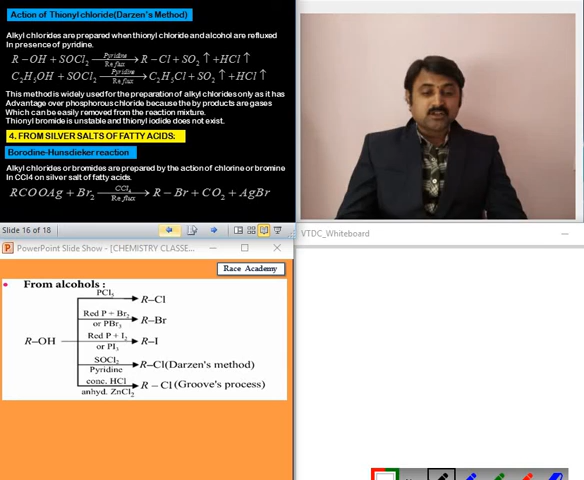 Action of Thionyl chloride(Darzen's Method)
Alkyl chlorides are prepared when thionyl chloride and alcohol are refluxed
In presence of pyridine.
R − OH + SOCl₂ —Pyridine/Reflux→ R − Cl + SO₂ ↑ + HCl ↑
C₂H₅OH + SOCl₂ —Pyridine/Reflux→ C₂H₅Cl + SO₂ ↑ + HCl ↑
This method is widely used for the preparation of alkyl chlorides only as it has
Advantage over phosphorous chloride because the by products are gases
Which can be easily removed from the reaction mixture.
Thionyl bromide is unstable and thionyl iodide does not exist.
4. FROM SILVER SALTS OF FATTY ACIDS:
Borodine-Hunsdieker reaction
Alkyl chlorides or bromides are prepared by the action of chlorine or bromine
In CCl4 on silver salt of fatty acids.
RCOOAg + Br₂ —CCl₄/Reflux→ R − Br + CO₂ + AgBr
Slide 16 of 18
VTDC_Whiteboard
PowerPoint Slide Show - [CHEMISTRY CLASSE...
Race Academy
From alcohols :
PCl₅
R–Cl
Red P + Br₂
or PBr₃
R–Br
R–OH
Red P + I₂
or PI₃
R–I
SOCl₂
Pyridine
R–Cl (Darzen's method)
conc. HCl
anhyd. ZnCl₂
R – Cl (Groove's process)